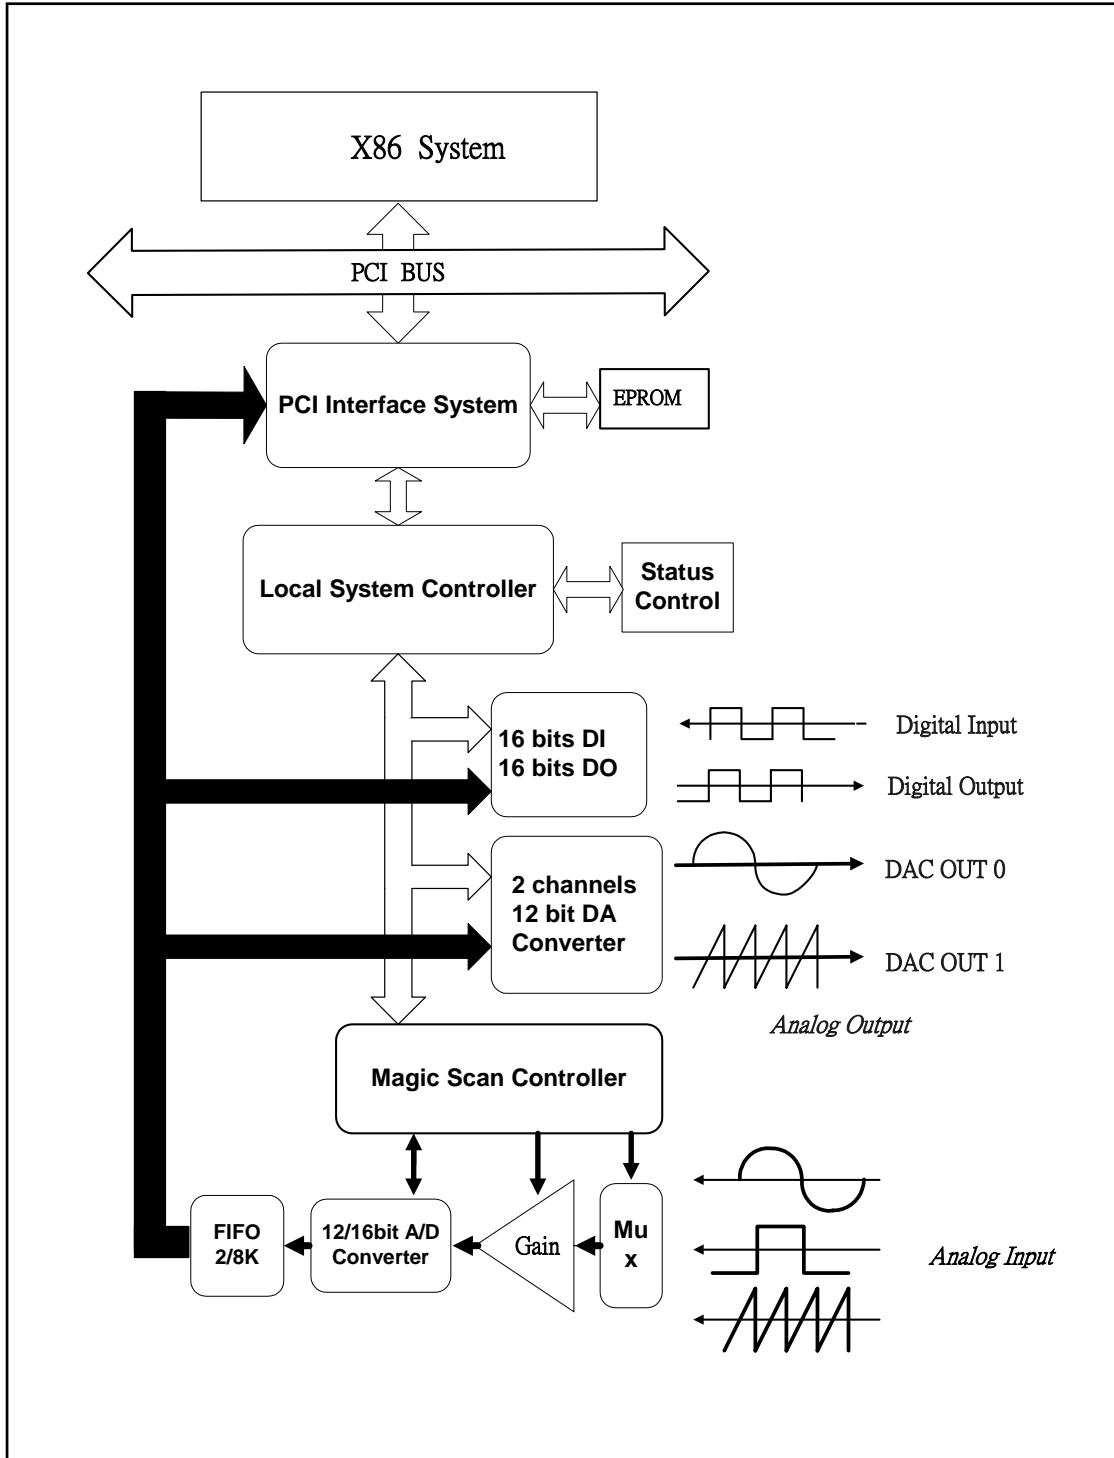 X86 System
PCI BUS
PCI Interface System
EPROM
Local System Controller
Status
Control
16 bits DI
16 bits DO
Digital Input
Digital Output
2 channels
12 bit DA
Converter
DAC OUT 0
DAC OUT 1
Analog Output
Magic Scan Controller
FIFO
2/8K
12/16bit A/D
Converter
Gain
Mu
x
Analog Input